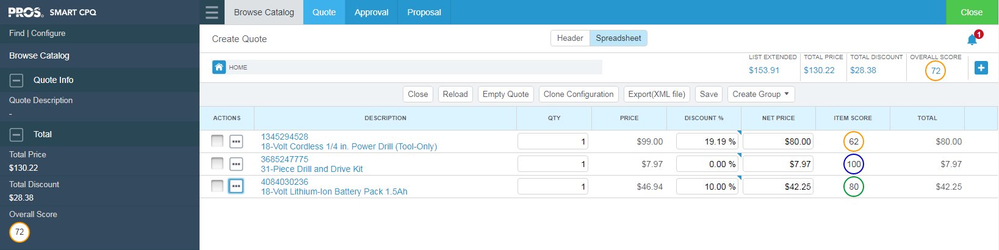 PROS® SMART CPQ
Browse Catalog Quote Approval Proposal Close
Find | Configure
Browse Catalog
Quote Info
Quote Description
-
Total
Total Price
$130.22
Total Discount
$28.38
Overall Score
72
Create Quote Header Spreadsheet 1
HOME
LIST EXTENDED TOTAL PRICE TOTAL DISCOUNT OVERALL SCORE
$153.91 $130.22 $28.38 72
Close Reload Empty Quote Clone Configuration Export(XML file) Save Create Group
ACTIONS DESCRIPTION QTY PRICE DISCOUNT % NET PRICE ITEM SCORE TOTAL
1345294528
18-Volt Cordless 1/4 in. Power Drill (Tool-Only) 1 $99.00 19.19 % $80.00 62 $80.00
3685247775
31-Piece Drill and Drive Kit 1 $7.97 0.00 % $7.97 100 $7.97
4084030236
18-Volt Lithium-Ion Battery Pack 1.5Ah 1 $46.94 10.00 % $42.25 80 $42.25